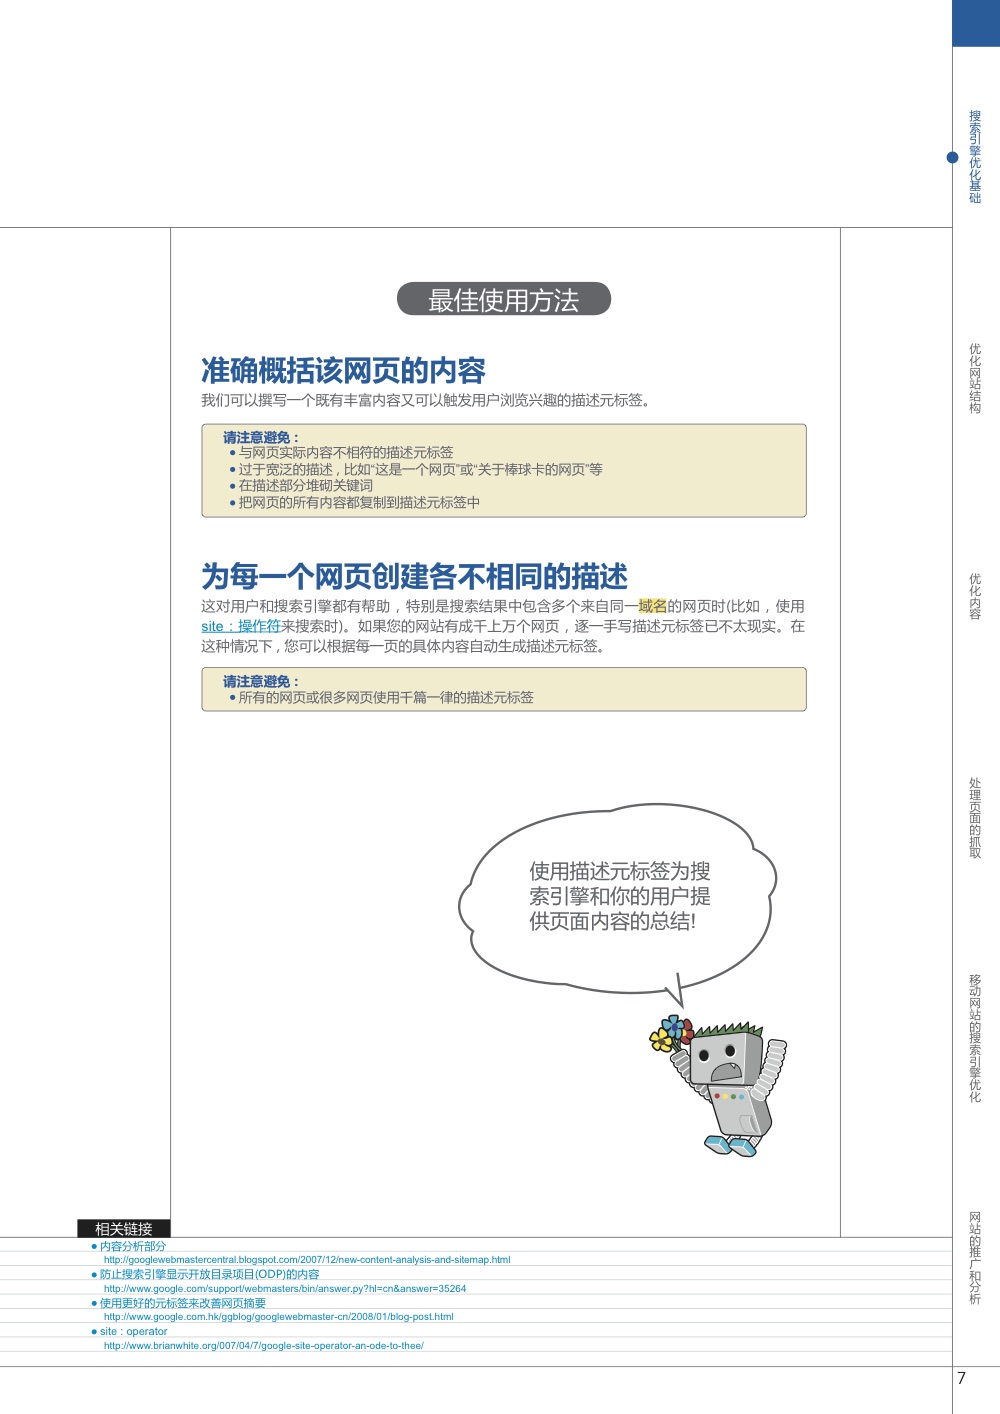 最佳使用方法
准确概括该网页的内容
我们可以撰写一个既有丰富内容又可以触发用户浏览兴趣的描述元标签。
请注意避免：
● 与网页实际内容不相符的描述元标签
● 过于宽泛的描述，比如“这是一个网页”或“关于棒球卡的网页”等
● 在描述部分堆砌关键词
● 把网页的所有内容都复制到描述元标签中
为每一个网页创建各不相同的描述
这对用户和搜索引擎都有帮助，特别是搜索结果中包含多个来自同一域名的网页时(比如，使用
site：操作符来搜索时)。如果您的网站有成千上万个网页，逐一手写描述元标签已不太现实。在
这种情况下，您可以根据每一页的具体内容自动生成描述元标签。
请注意避免：
● 所有的网页或很多网页使用千篇一律的描述元标签
使用描述元标签为搜
索引擎和你的用户提
供页面内容的总结!
相关链接
● 内容分析部分
http://googlewebmastercentral.blogspot.com/2007/12/new-content-analysis-and-sitemap.html
● 防止搜索引擎显示开放目录项目(ODP)的内容
http://www.google.com/support/webmasters/bin/answer.py?hl=cn&answer=35264
● 使用更好的元标签来改善网页摘要
http://www.google.com.hk/ggblog/googlewebmaster-cn/2008/01/blog-post.html
● site : operator
http://www.brianwhite.org/007/04/7/google-site-operator-an-ode-to-thee/
搜索引擎优化基础
优化网站结构
优化内容
处理页面的抓取
移动网站的搜索引擎优化
网站的推广和分析
7